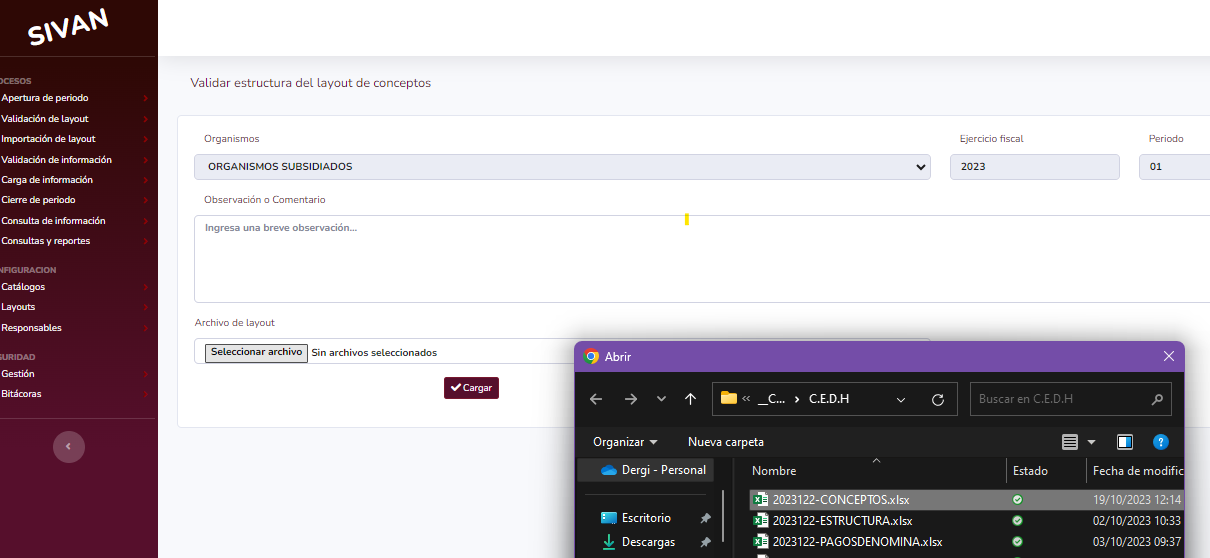 SIVAN
OCESOS
Apertura de periodo
Validación de layout
Importación de layout
Validación de información
Carga de información
Cierre de periodo
Consulta de información
Consultas y reportes
NFIGURACION
Catálogos
Layouts
Responsables
GURIDAD
Gestión
Bitácoras
Validar estructura del layout de conceptos
Organismos
Ejercicio fiscal
Periodo
ORGANISMOS SUBSIDIADOS
2023
01
Observación o Comentario
Ingresa una breve observación...
Archivo de layout
Seleccionar archivo Sin archivos seleccionados
Cargar
Abrir
__C... › C.E.D.H
Buscar en C.E.D.H
Organizar
Nueva carpeta
Dergi - Personal
Escritorio
Descargas
Nombre
Estado
Fecha de modific
2023122-CONCEPTOS.xlsx 19/10/2023 12:14
2023122-ESTRUCTURA.xlsx 02/10/2023 10:33
2023122-PAGOSDENOMINA.xlsx 03/10/2023 09:37